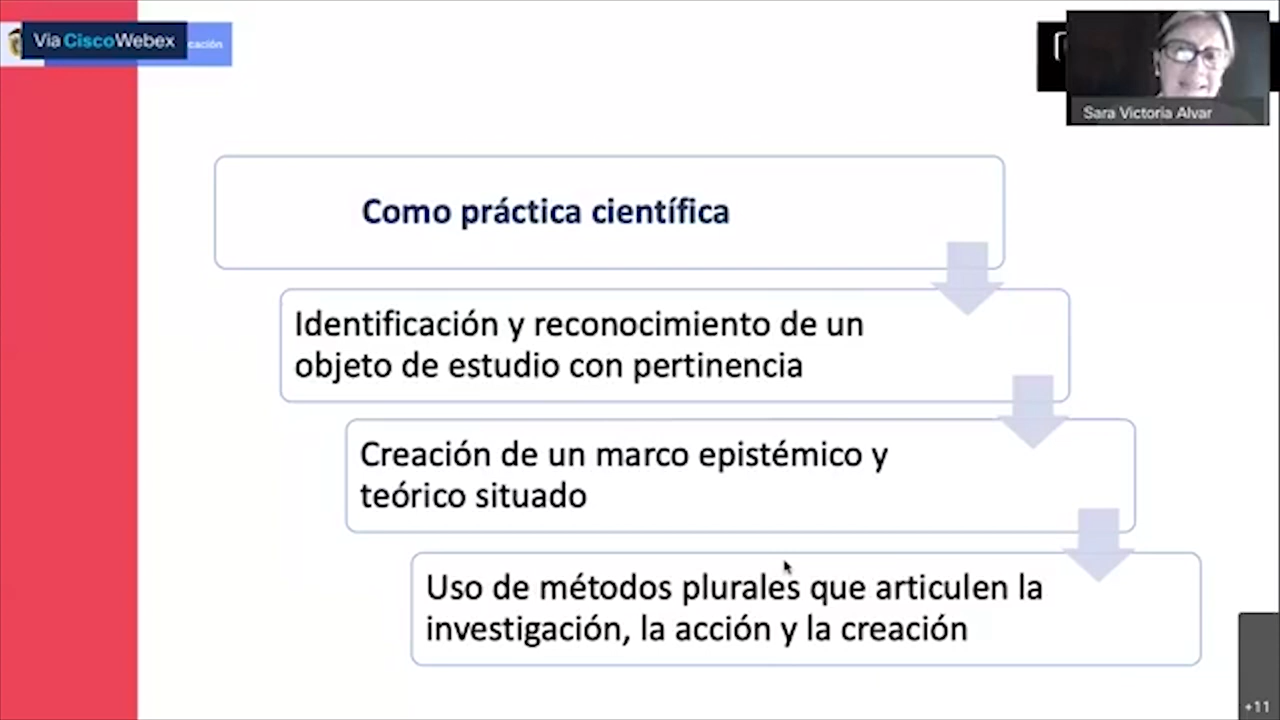 Via CiscoWebex
cación
Sara Victoria Alvar
Como práctica científica
Identificación y reconocimiento de un
objeto de estudio con pertinencia
Creación de un marco epistémico y
teórico situado
Uso de métodos plurales que articulen la
investigación, la acción y la creación
+11